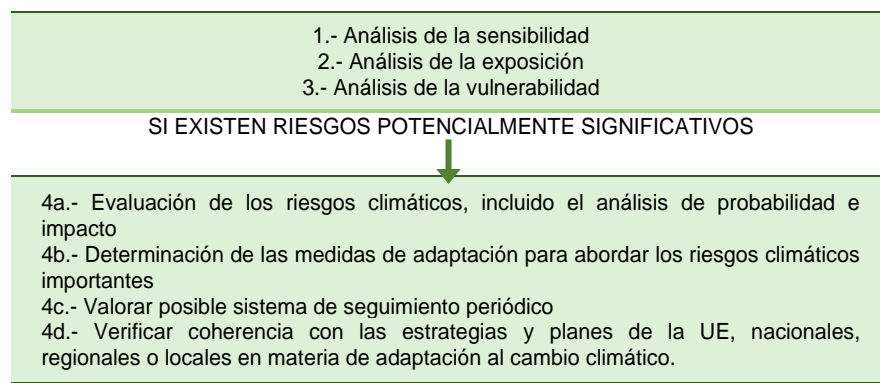 1.- Análisis de la sensibilidad
2.- Análisis de la exposición
3.- Análisis de la vulnerabilidad
SI EXISTEN RIESGOS POTENCIALMENTE SIGNIFICATIVOS
4a.- Evaluación de los riesgos climáticos, incluido el análisis de probabilidad e
impacto
4b.- Determinación de las medidas de adaptación para abordar los riesgos climáticos
importantes
4c.- Valorar posible sistema de seguimiento periódico
4d.- Verificar coherencia con las estrategias y planes de la UE, nacionales,
regionales o locales en materia de adaptación al cambio climático.